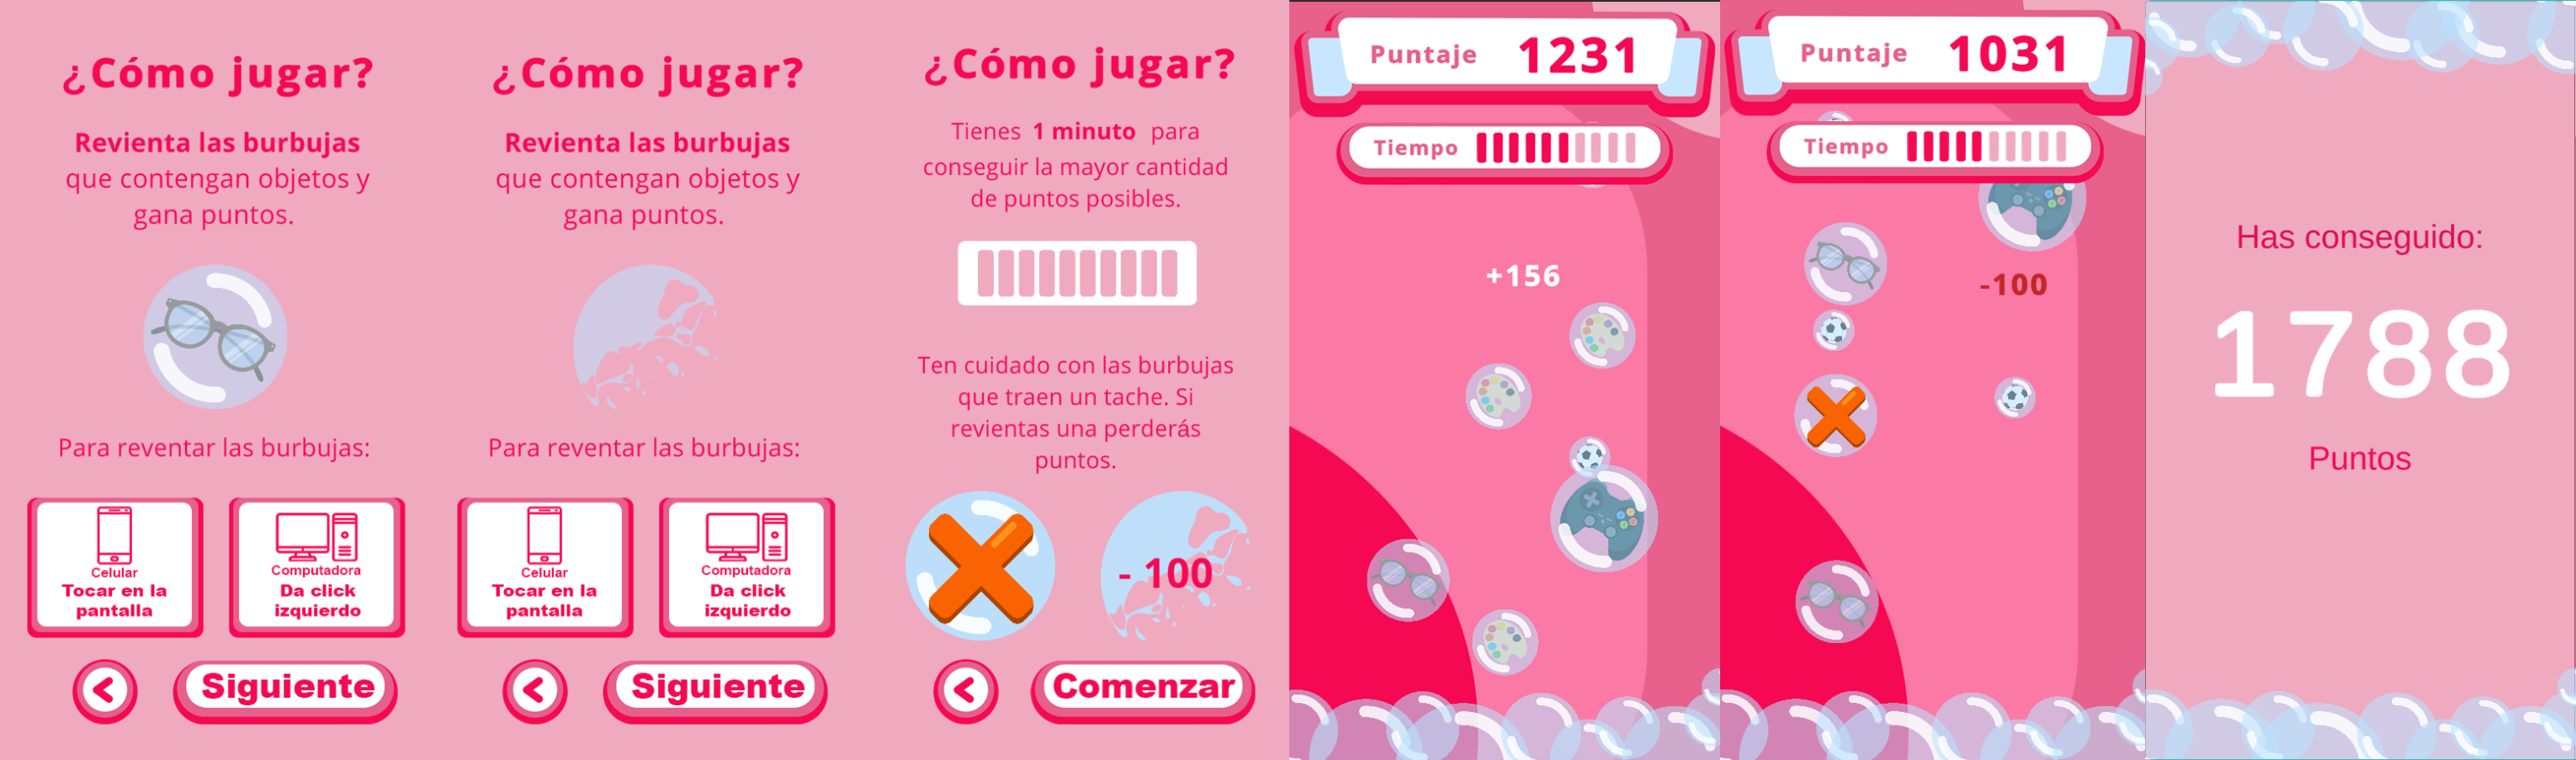 ¿Cómo jugar?
Revienta las burbujas
que contengan objetos y
gana puntos.
Para reventar las burbujas:
Celular
Tocar en la
pantalla
Computadora
Da click
izquierdo
Siguiente
¿Cómo jugar?
Revienta las burbujas
que contengan objetos y
gana puntos.
Para reventar las burbujas:
Celular
Tocar en la
pantalla
Computadora
Da click
izquierdo
Siguiente
¿Cómo jugar?
Tienes 1 minuto para
conseguir la mayor cantidad
de puntos posibles.
Ten cuidado con las burbujas
que traen un tache. Si
revientas una perderás
puntos.
- 100
Comenzar
Puntaje 1231
Tiempo
+156
Puntaje 1031
Tiempo
-100
Has conseguido:
1788
Puntos